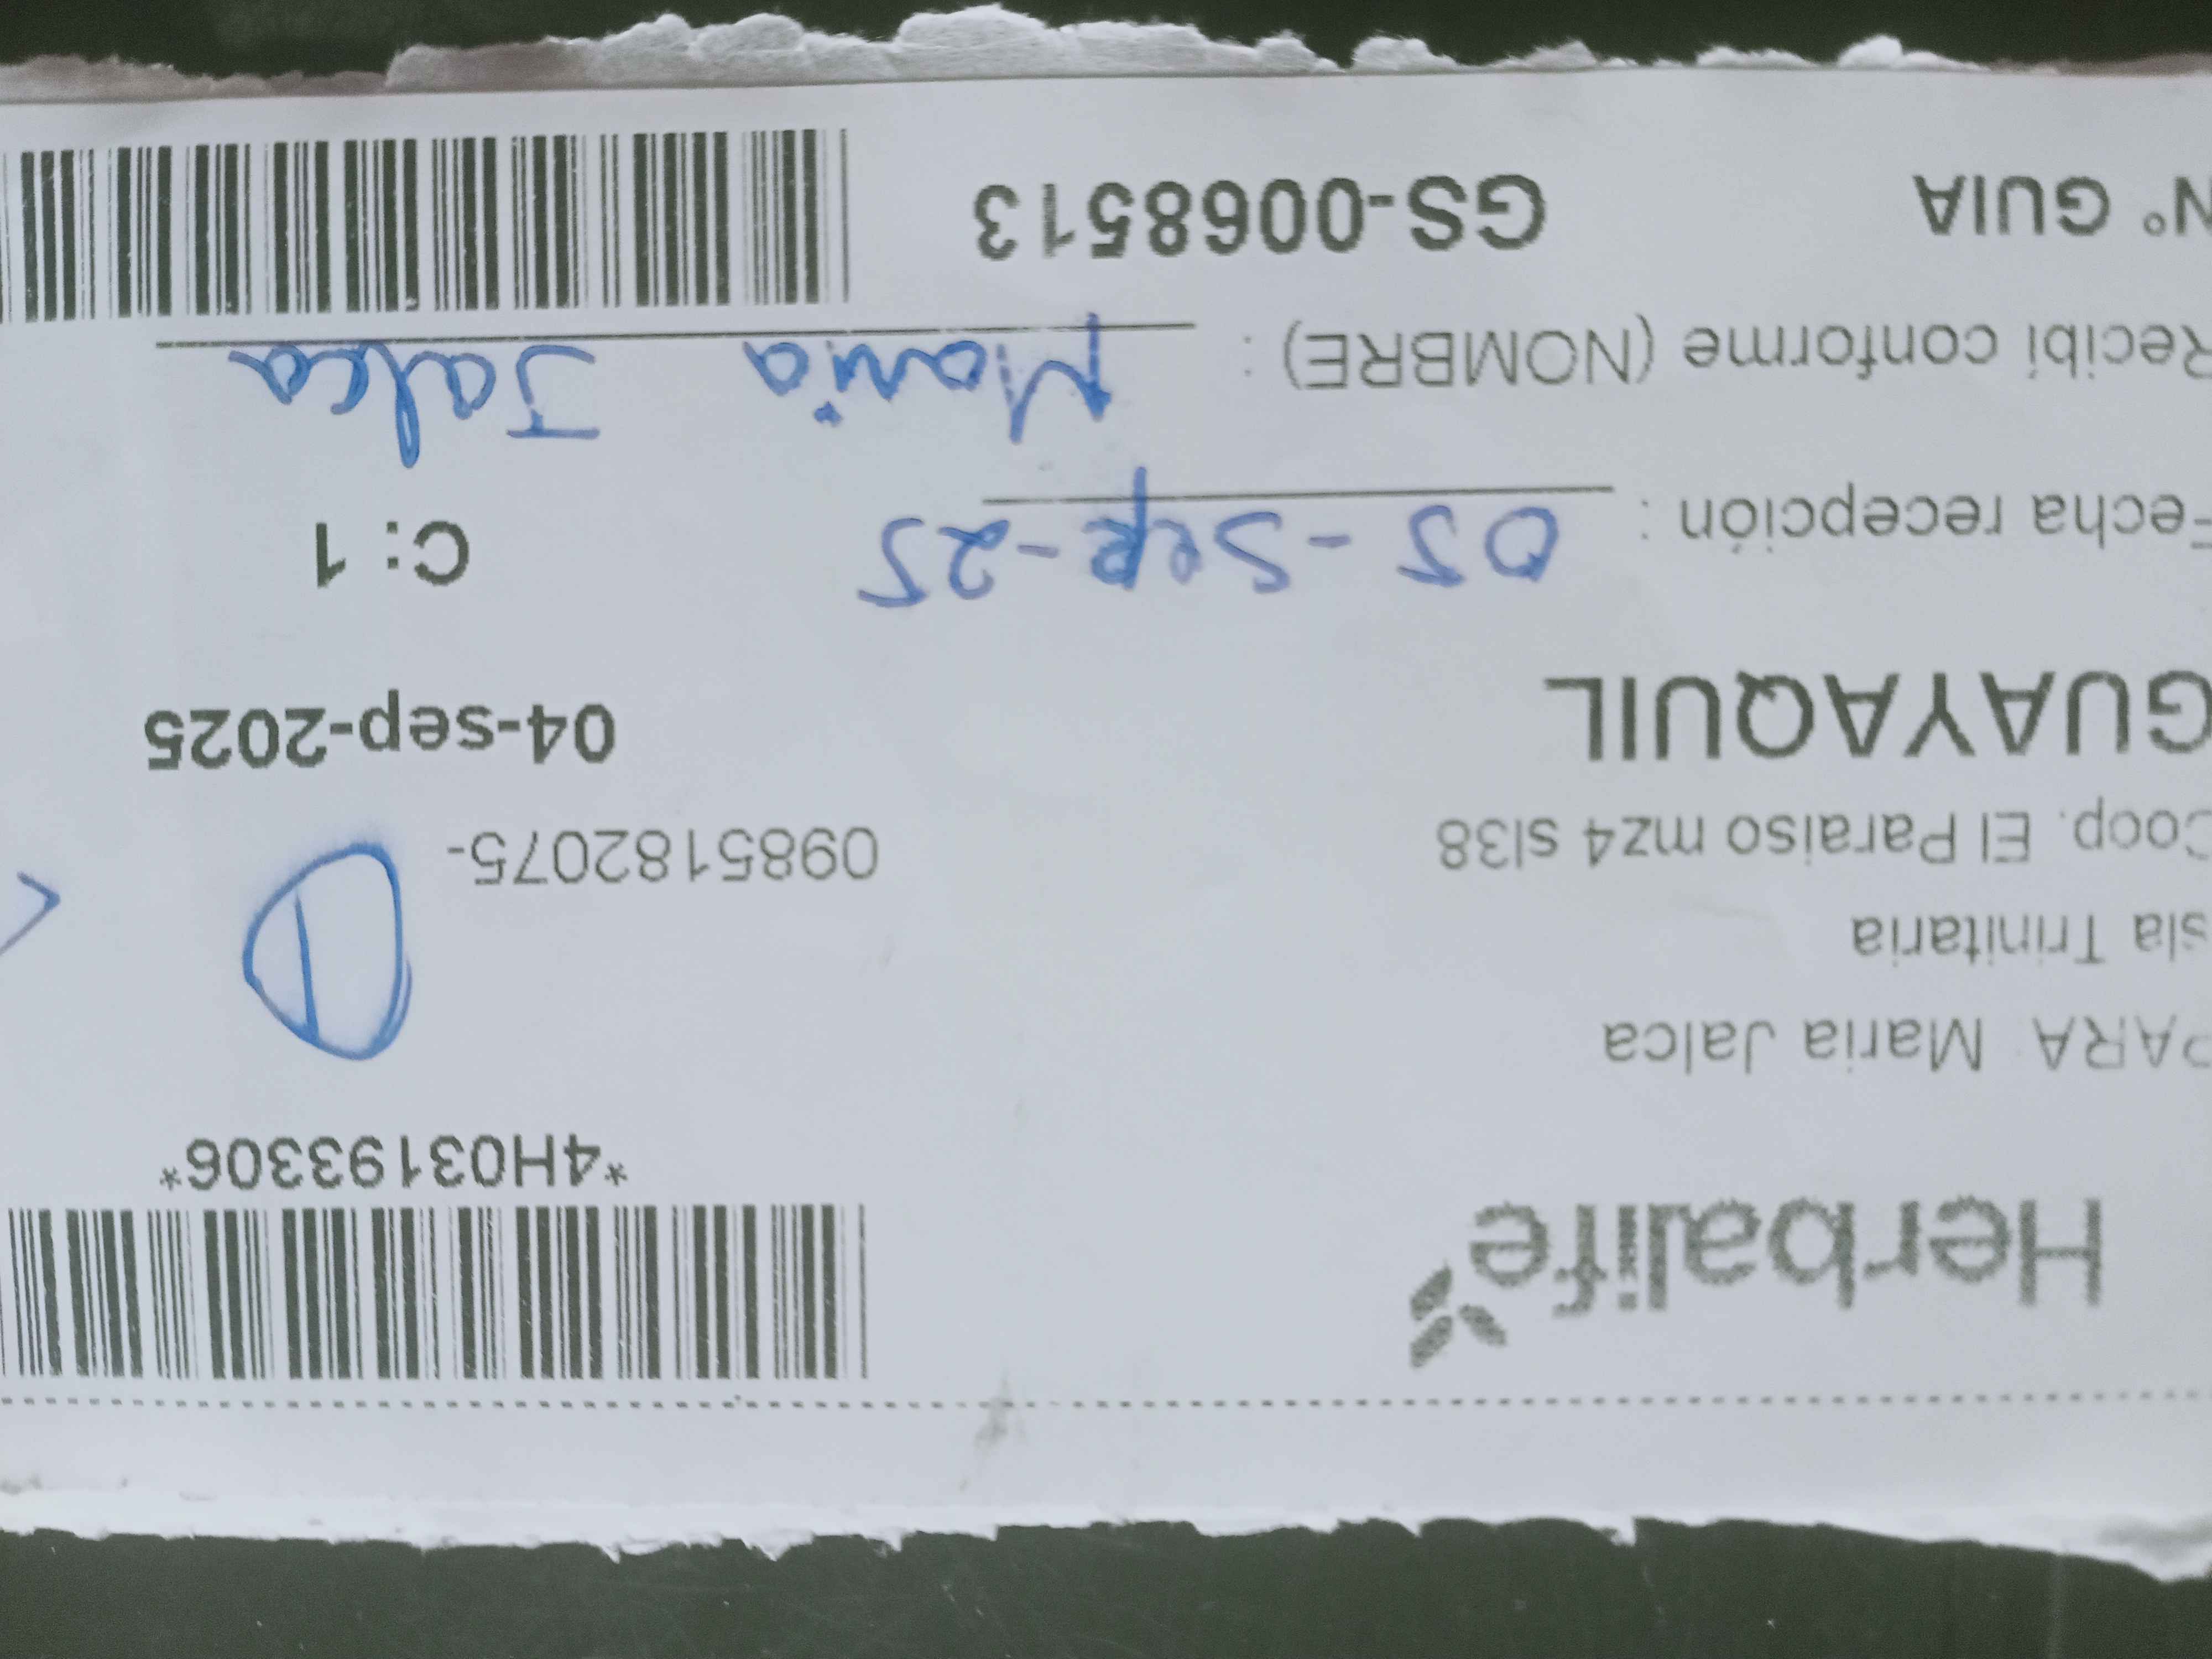 Herbalife
*4H03193306*
PARA Maria Jalca
Isla Trinitaria
Coop. El Paraiso mz4 sl38
0985182075-
GUAYAQUIL
04-sep-2025
Fecha recepción : 05-Sep-25
C: 1
Recibí conforme (NOMBRE) : Maria Jalca
N° GUIA GS-0068513